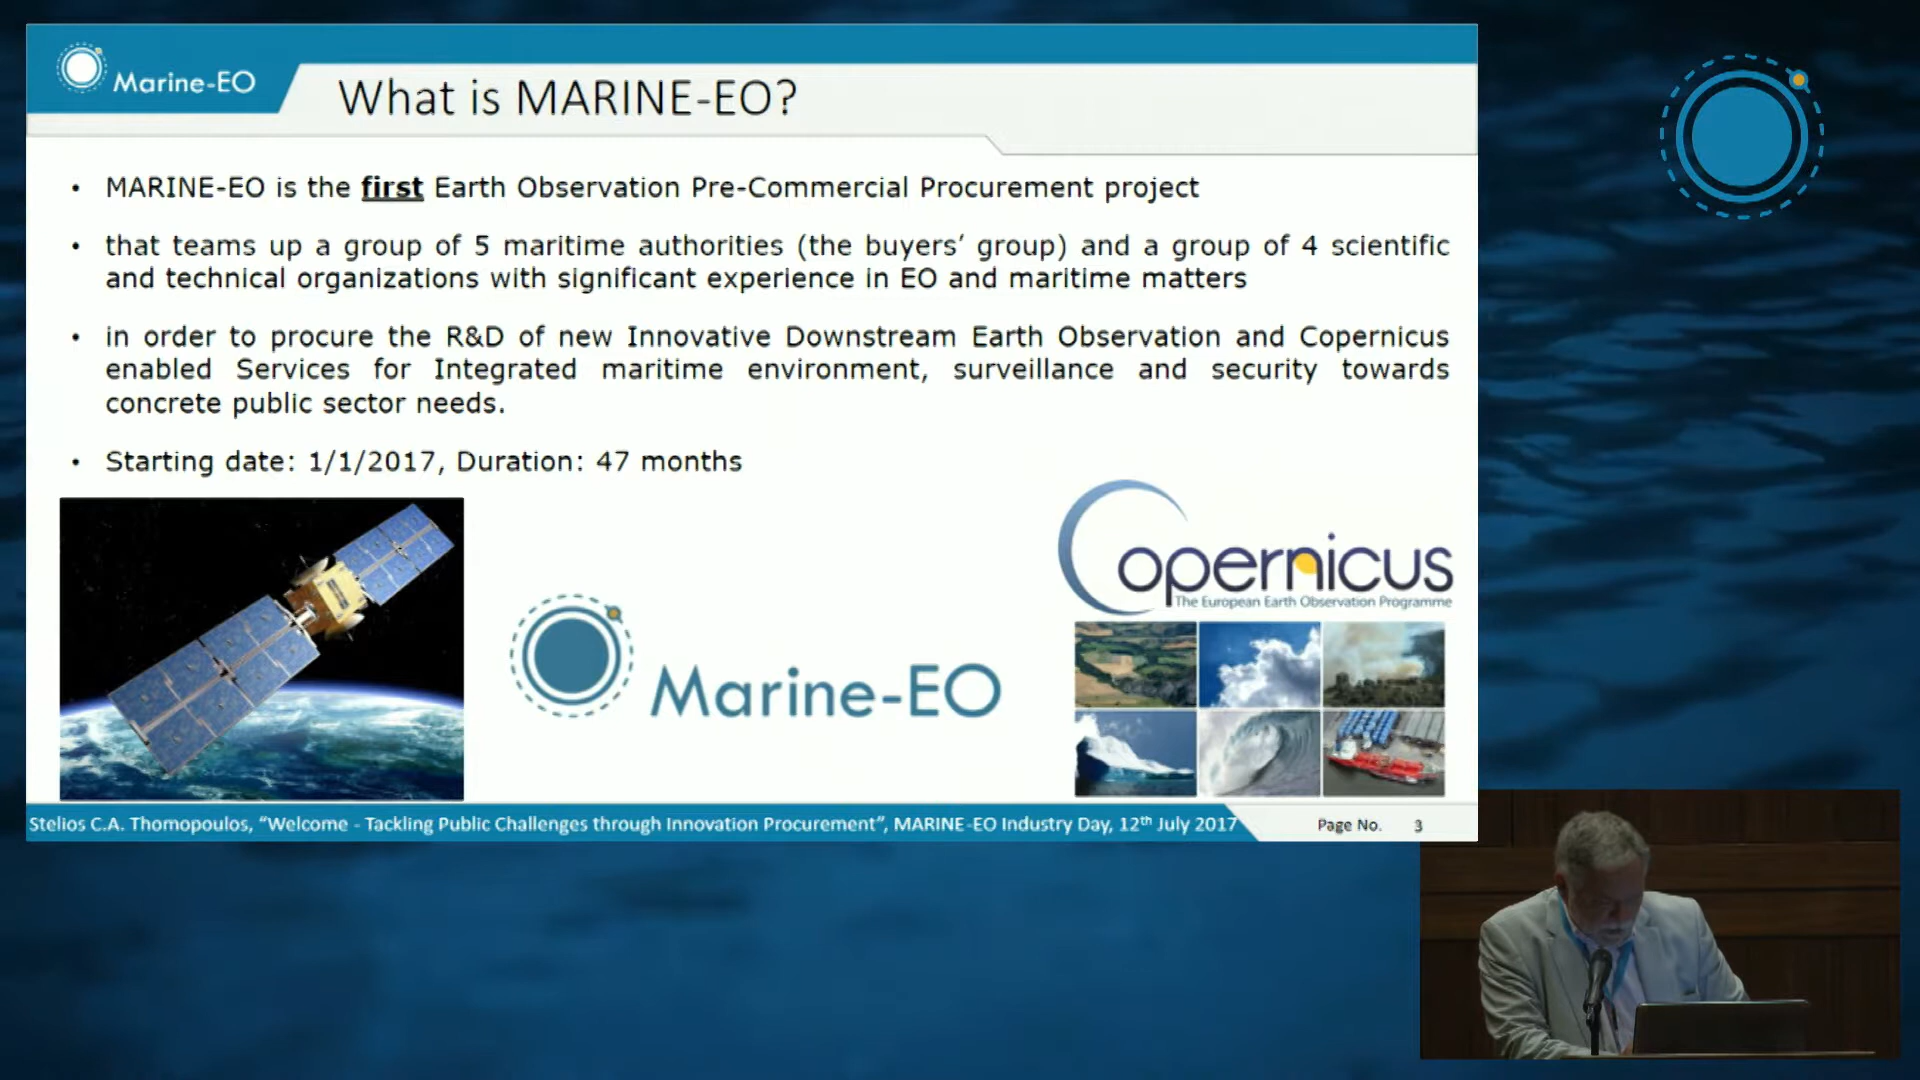 Marine-EO
What is MARINE-EO?
• MARINE-EO is the first Earth Observation Pre-Commercial Procurement project
• that teams up a group of 5 maritime authorities (the buyers’ group) and a group of 4 scientific
and technical organizations with significant experience in EO and maritime matters
• in order to procure the R&D of new Innovative Downstream Earth Observation and Copernicus
enabled Services for Integrated maritime environment, surveillance and security towards
concrete public sector needs.
• Starting date: 1/1/2017, Duration: 47 months
Marine-EO
Copernicus
The European Earth Observation Programme
Stelios C.A. Thomopoulos, “Welcome - Tackling Public Challenges through Innovation Procurement”, MARINE-EO Industry Day, 12th July 2017
Page No. 3